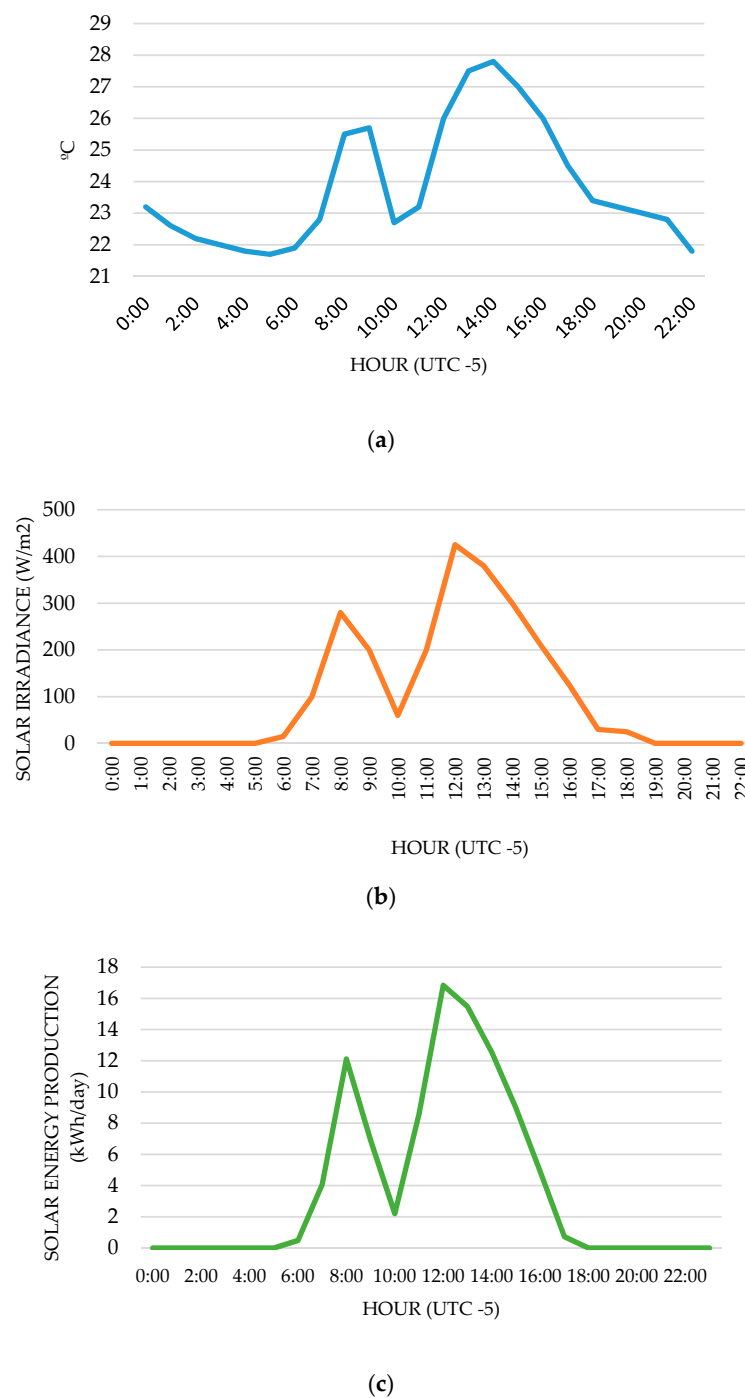 29
28
27
26
25
24
23
22
21
ºC
0:00 2:00 4:00 6:00 8:00 10:00 12:00 14:00 16:00 18:00 20:00 22:00
HOUR (UTC -5)
(a)
SOLAR IRRADIANCE (W/m2)
500
400
300
200
100
0
0:00 1:00 2:00 3:00 4:00 5:00 6:00 7:00 8:00 9:00 10:00 11:00 12:00 13:00 14:00 15:00 16:00 17:00 18:00 19:00 20:00 21:00 22:00
HOUR (UTC -5)
(b)
SOLAR ENERGY PRODUCTION
(kWh/day)
18
16
14
12
10
8
6
4
2
0
0:00 2:00 4:00 6:00 8:00 10:00 12:00 14:00 16:00 18:00 20:00 22:00
HOUR (UTC -5)
(c)